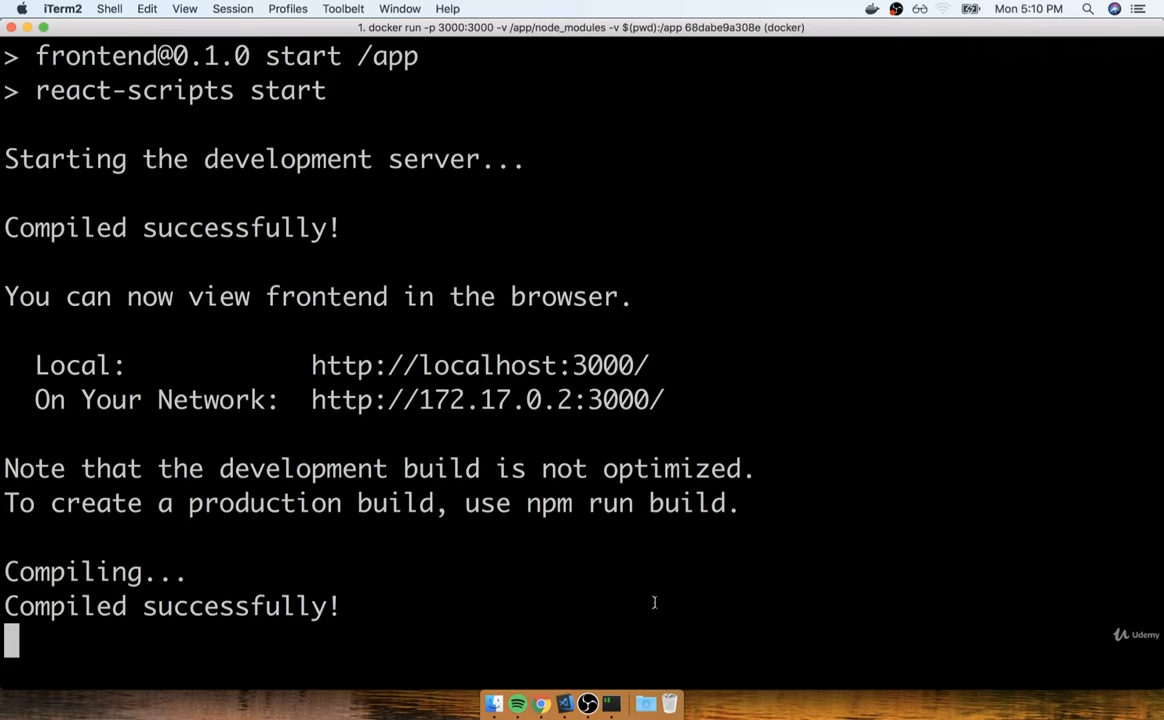 iTerm2 Shell Edit View Session Profiles Toolbelt Window Help Mon 5:10 PM
1. docker run -p 3000:3000 -v /app/node_modules -v $(pwd):/app 68dabe9a308e (docker)
> frontend@0.1.0 start /app
> react-scripts start
Starting the development server...
Compiled successfully!
You can now view frontend in the browser.
Local: http://localhost:3000/
On Your Network: http://172.17.0.2:3000/
Note that the development build is not optimized.
To create a production build, use npm run build.
Compiling...
Compiled successfully!
Udemy